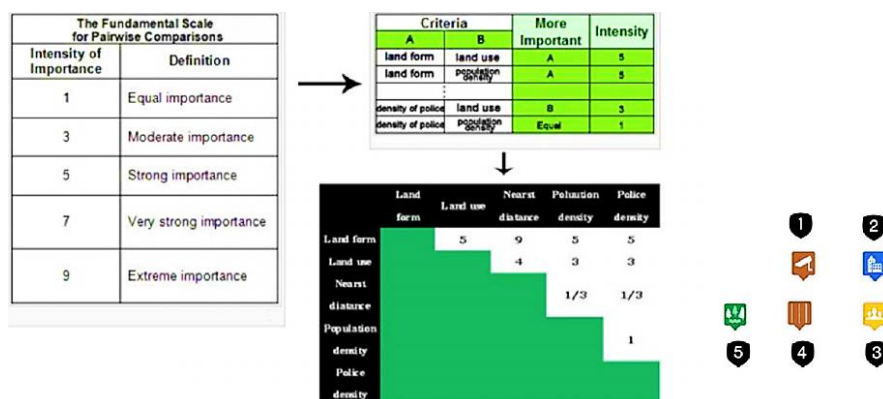 The Fundamental Scale
for Pairwise Comparisons
Intensity of
Importance
Definition
1
Equal importance
3
Moderate importance
5
Strong importance
7
Very strong importance
9
Extreme importance
Criteria
More
Important
Intensity
A
B
land form
land use
A
5
land form
population
density
A
5
density of police
land use
B
3
density of police
population
density
Equal
1
Land
form
Land use
Nearst
diatance
Poluution
density
Police
density
Land form
5
9
5
5
Land use
4
3
3
Nearst
diatance
1/3
1/3
Population
density
1
Police
density
1
2
5
4
3